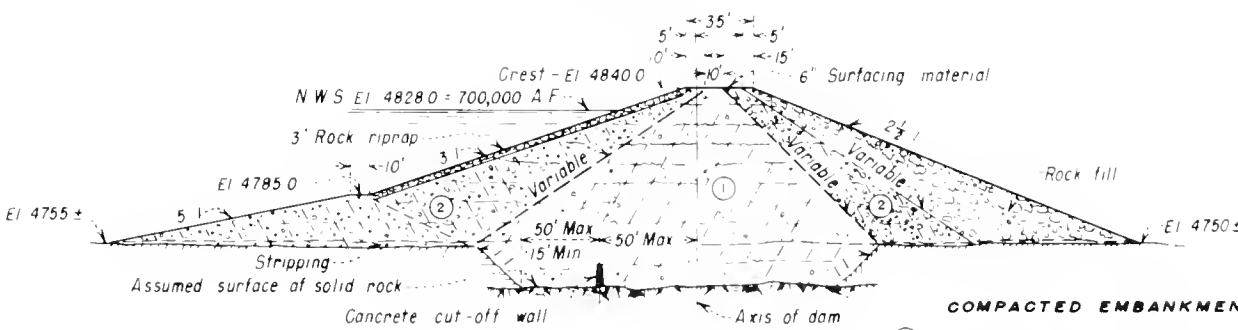 35'
5' 5'
10' 15'
Crest - El 4840 0 10' 6" Surfacing material
N W S El 4828 0 = 700,000 A F
3' Rock riprap 3 1 2½ 1
10' Variable Variable Variable
El 4785 0 1 Rock fill
El 4755 ± 5 1 2 2 El 4750 ±
50' Max 50' Max
Stripping 15' Min
Assumed surface of solid rock
Concrete cut-off wall Axis of dam
COMPACTED EMBANKMEN